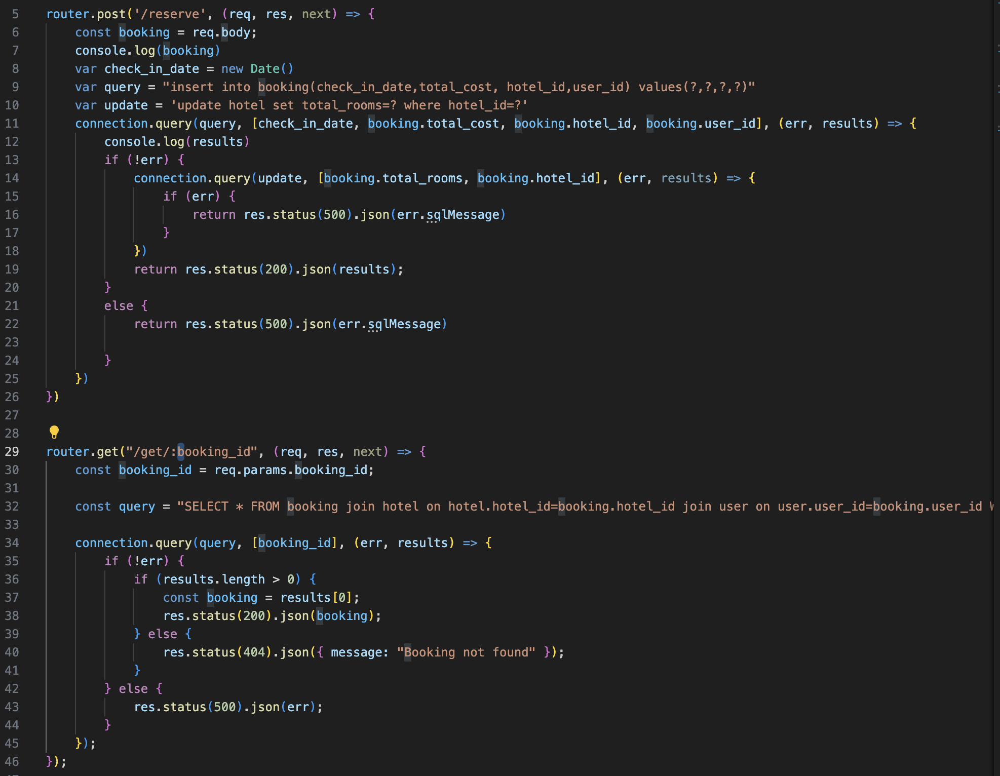 5 router.post('/reserve', (req, res, next) => {
6 const booking = req.body;
7 console.log(booking)
8 var check_in_date = new Date()
9 var query = "insert into booking(check_in_date,total_cost, hotel_id,user_id) values(?,?,?,?)"
10 var update = 'update hotel set total_rooms=? where hotel_id=?'
11 connection.query(query, [check_in_date, booking.total_cost, booking.hotel_id, booking.user_id], (err, results) => {
12 console.log(results)
13 if (!err) {
14 connection.query(update, [booking.total_rooms, booking.hotel_id], (err, results) => {
15 if (err) {
16 return res.status(500).json(err.sqlMessage)
17 }
18 })
19 return res.status(200).json(results);
20 }
21 else {
22 return res.status(500).json(err.sqlMessage)
23
24 }
25 })
26 })
27
28
29 router.get("/get/:booking_id", (req, res, next) => {
30 const booking_id = req.params.booking_id;
31
32 const query = "SELECT * FROM booking join hotel on hotel.hotel_id=booking.hotel_id join user on user.user_id=booking.user_id
33
34 connection.query(query, [booking_id], (err, results) => {
35 if (!err) {
36 if (results.length > 0) {
37 const booking = results[0];
38 res.status(200).json(booking);
39 } else {
40 res.status(404).json({ message: "Booking not found" });
41 }
42 } else {
43 res.status(500).json(err);
44 }
45 });
46 });